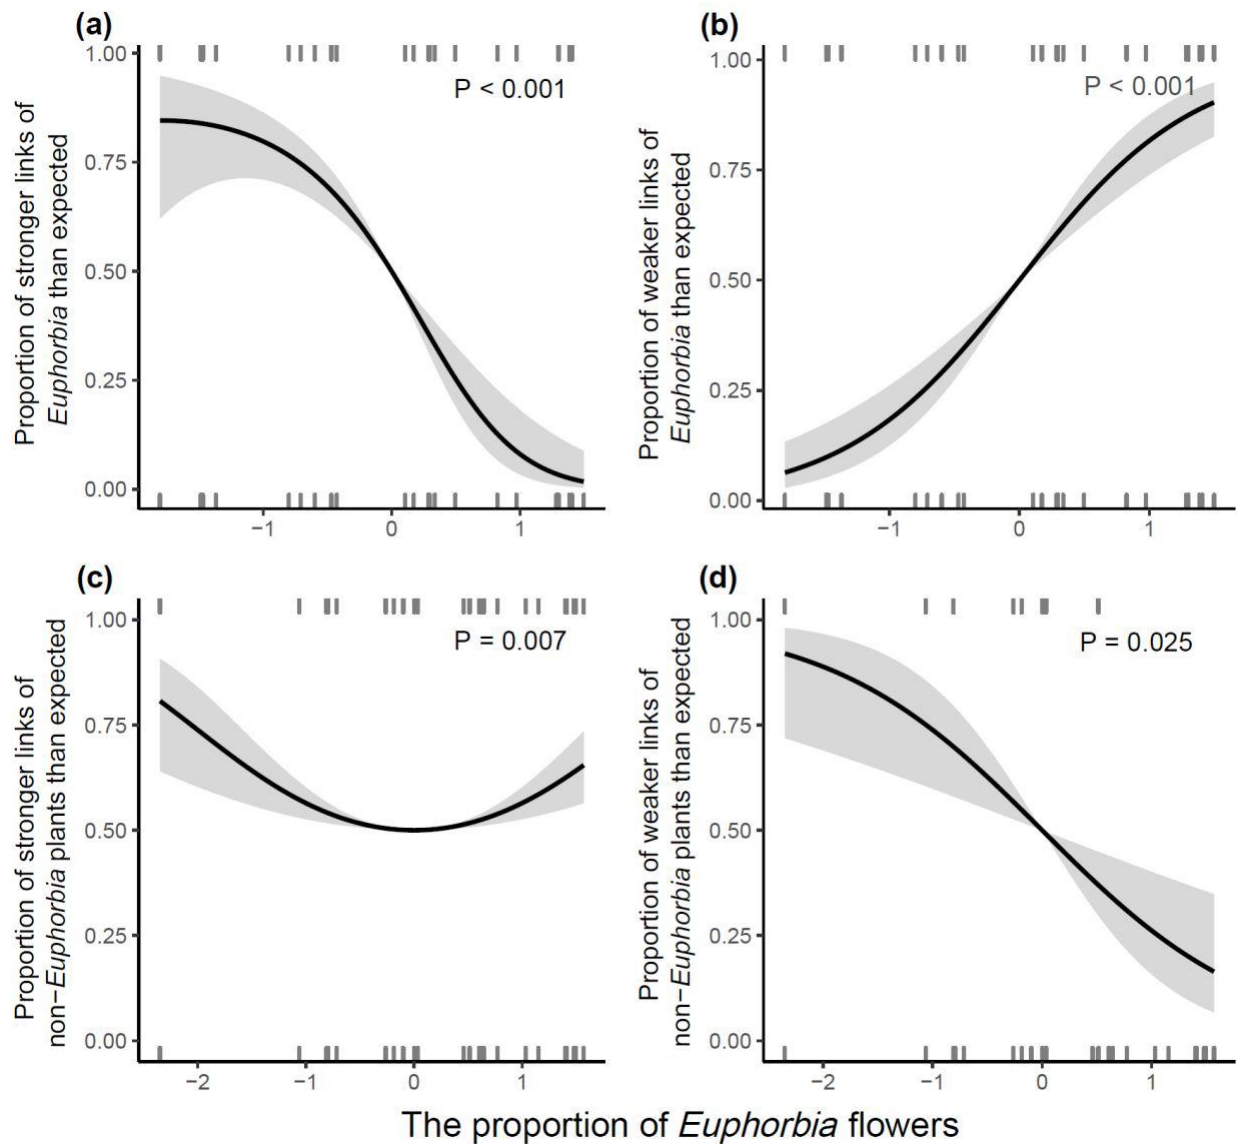 (a)
P < 0.001
Proportion of stronger links of
Euphorbia than expected
1.00
0.75
0.50
0.25
0.00
−1
0
1
(b)
P < 0.001
Proportion of weaker links of
Euphorbia than expected
1.00
0.75
0.50
0.25
0.00
−1
0
1
(c)
P = 0.007
Proportion of stronger links of
non−Euphorbia plants than expected
1.00
0.75
0.50
0.25
0.00
−2
−1
0
1
(d)
P = 0.025
Proportion of weaker links of
non−Euphorbia plants than expected
1.00
0.75
0.50
0.25
0.00
−2
−1
0
1
The proportion of Euphorbia flowers